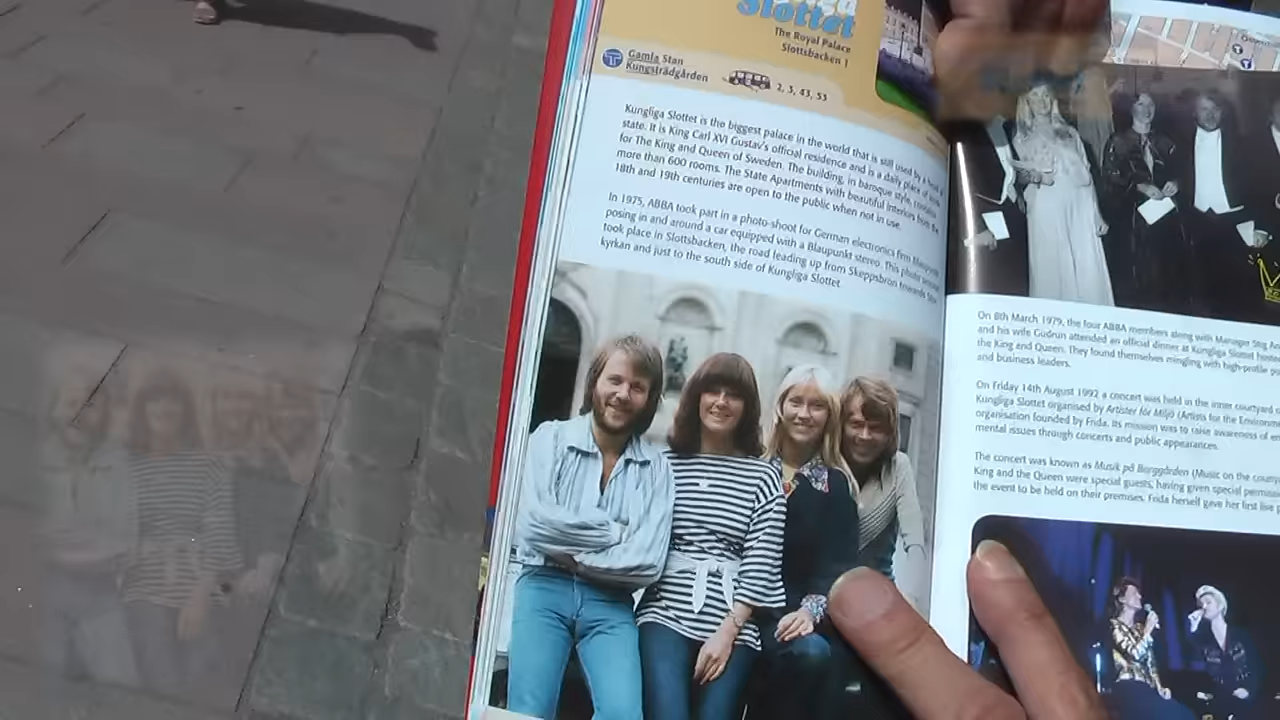 Slottet
The Royal Palace
Slottsbacken 1
Gamla Stan
Kungsträdgården
2, 3, 43, 53
Kungliga Slottet is the biggest palace in the world that is still used by a head of
state. It is King Carl XVI Gustav's official residence and is a daily place of work
for The King and Queen of Sweden. The building, in baroque style, contains
more than 600 rooms. The State Apartments with beautiful interiors from the
18th and 19th centuries are open to the public when not in use.
In 1975, ABBA took part in a photo-shoot for German electronics firm Blaupunkt
posing in and around a car equipped with a Blaupunkt stereo. This photo session
took place in Slottsbacken, the road leading up from Skeppsbron towards
kyrkan and just to the south side of Kungliga Slottet.
On 8th March 1979, the four ABBA members along with Manager Stig
and his wife Gudrun attended an official dinner at Kungliga Slottet
the King and Queen. They found themselves mingling with high-profile
and business leaders.
On Friday 14th August 1992 a concert was held in the inner courtyard
Kungliga Slottet organised by Artister för Miljö (Artists for the
organisation founded by Frida. Its mission was to raise awareness of
mental issues through concerts and public appearances.
The concert was known as Musik på Borggården (Music on the
King and the Queen were special guests, having given special
the event to be held on their premises. Frida herself gave her first live